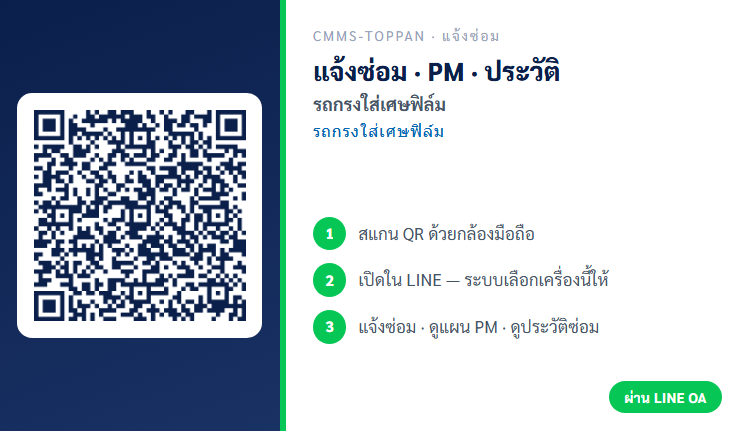 CMMS-TOPPAN · แจ้งซ่อม
แจ้งซ่อม · PM · ประวัติ
รถกรงใส่เศษฟิล์ม
รถกรงใส่เศษฟิล์ม
1 สแกน QR ด้วยกล้องมือถือ
2 เปิดใน LINE — ระบบเลือกเครื่องนี้ให้
3 แจ้งซ่อม · ดูแผน PM · ดูประวัติซ่อม
ผ่าน LINE OA